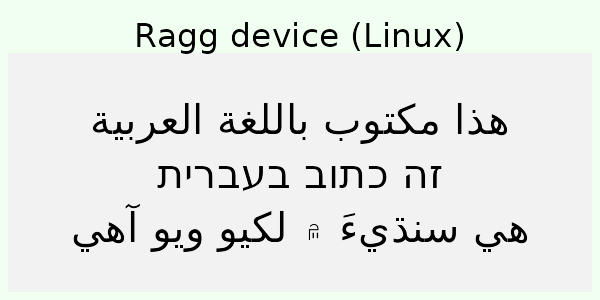 Ragg device (Linux)
هذا مكتوب باللغة العربية
זה כתוב בעברית
هي سنڌيءَ ۾ لکيو ويو آهي